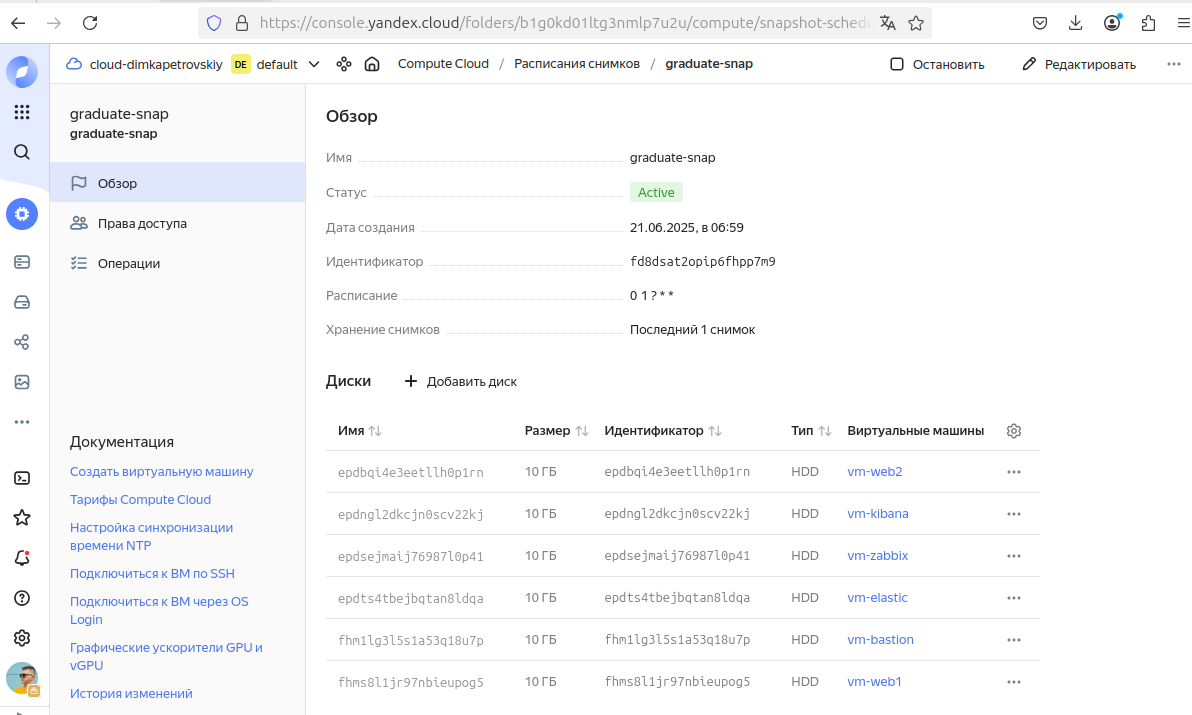 https://console.yandex.cloud/folders/b1g0kd01ltg3nmlp7u2u/compute/snapshot-schedu
cloud-dimkapetrovskiy DE default Compute Cloud / Расписания снимков / graduate-snap Остановить Редактировать
graduate-snap
graduate-snap
Обзор
Права доступа
Операции
Документация
Создать виртуальную машину
Тарифы Compute Cloud
Настройка синхронизации
времени NTP
Подключиться к ВМ по SSH
Подключиться к ВМ через OS
Login
Графические ускорители GPU и
vGPU
История изменений
Обзор
Имя graduate-snap
Статус Active
Дата создания 21.06.2025, в 06:59
Идентификатор fd8dsat2opip6fhpp7m9
Расписание 0 1 ? * *
Хранение снимков Последний 1 снимок
Диски + Добавить диск
Имя Размер Идентификатор Тип Виртуальные машины
epdbqi4e3eetllh0p1rn 10 ГБ epdbqi4e3eetllh0p1rn HDD vm-web2
epdngl2dkcjn0scv22kj 10 ГБ epdngl2dkcjn0scv22kj HDD vm-kibana
epdsejmaij76987l0p41 10 ГБ epdsejmaij76987l0p41 HDD vm-zabbix
epdts4tbejbqtan8ldqa 10 ГБ epdts4tbejbqtan8ldqa HDD vm-elastic
fhm1lg3l5s1a53q18u7p 10 ГБ fhm1lg3l5s1a53q18u7p HDD vm-bastion
fhms8l1jr97nbieupog5 10 ГБ fhms8l1jr97nbieupog5 HDD vm-web1